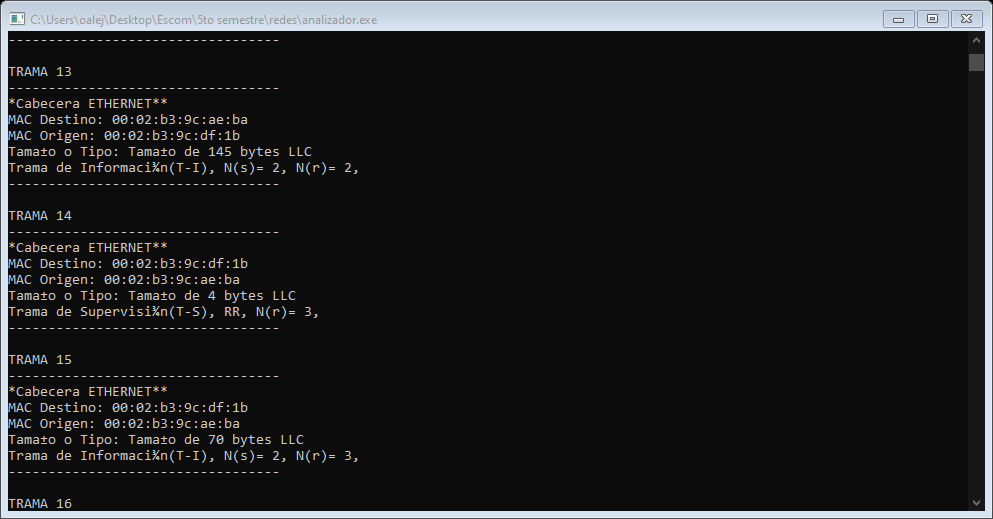 C:\Users\oalej\Desktop\Escom\5to semestre\redes\analizador.exe
----------------------------------
TRAMA 13
----------------------------------
*Cabecera ETHERNET**
MAC Destino: 00:02:b3:9c:ae:ba
MAC Origen: 00:02:b3:9c:df:1b
Tama±o o Tipo: Tama±o de 145 bytes LLC
Trama de Informaci¾n(T-I), N(s)= 2, N(r)= 2,
----------------------------------
TRAMA 14
----------------------------------
*Cabecera ETHERNET**
MAC Destino: 00:02:b3:9c:df:1b
MAC Origen: 00:02:b3:9c:ae:ba
Tama±o o Tipo: Tama±o de 4 bytes LLC
Trama de Supervisi¾n(T-S), RR, N(r)= 3,
----------------------------------
TRAMA 15
----------------------------------
*Cabecera ETHERNET**
MAC Destino: 00:02:b3:9c:df:1b
MAC Origen: 00:02:b3:9c:ae:ba
Tama±o o Tipo: Tama±o de 70 bytes LLC
Trama de Informaci¾n(T-I), N(s)= 2, N(r)= 3,
----------------------------------
TRAMA 16